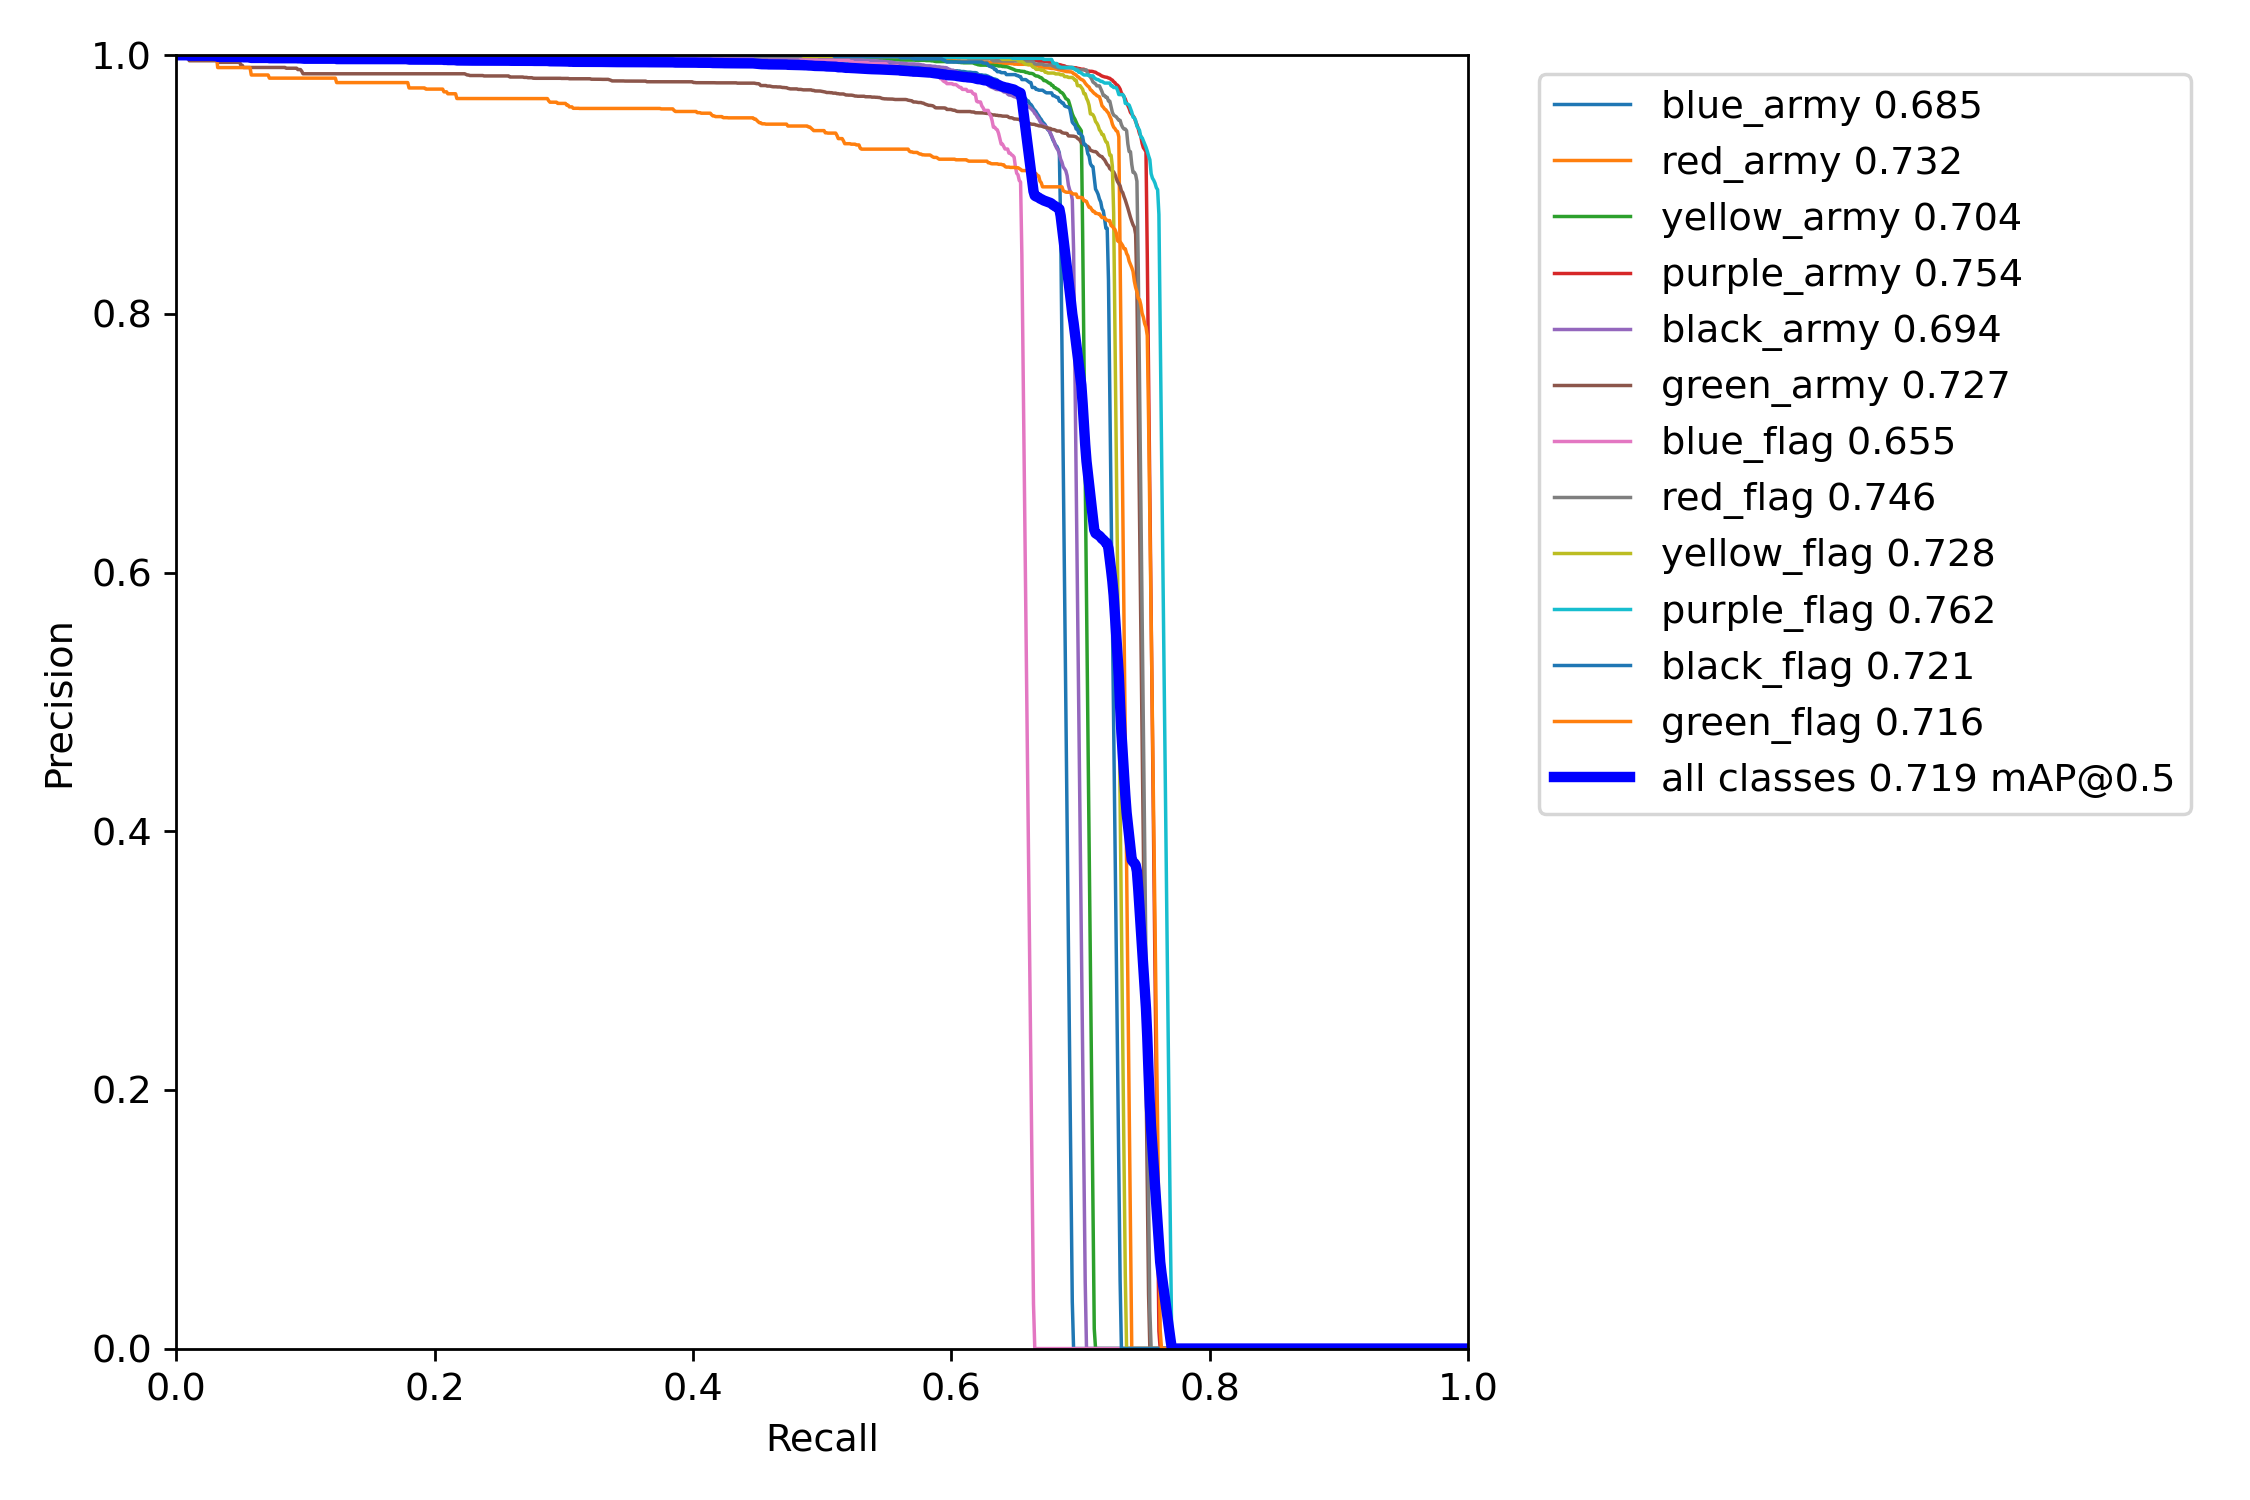 1.0
0.8
0.6
0.4
0.2
0.0
Precision
0.0 0.2 0.4 0.6 0.8 1.0
Recall
blue_army 0.685
red_army 0.732
yellow_army 0.704
purple_army 0.754
black_army 0.694
green_army 0.727
blue_flag 0.655
red_flag 0.746
yellow_flag 0.728
purple_flag 0.762
black_flag 0.721
green_flag 0.716
all classes 0.719 mAP@0.5